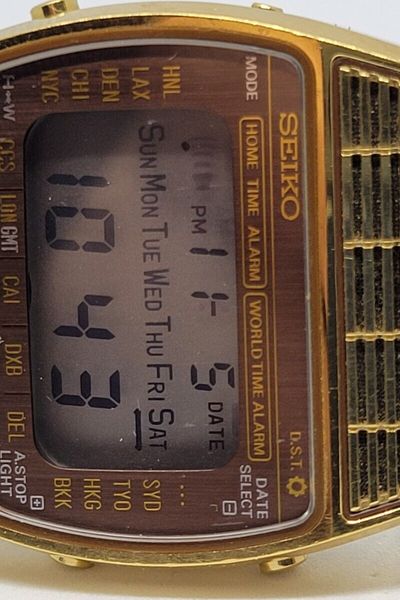 SEIKO
D.S.T.
MODE
HOME TIME ALARM
WORLD TIME ALARM
DATE
SELECT
PM 11- 5 DATE
SUN MON TUE WED THU FRI SAT
10 43
HNL
LAX
DEN
CHI
NYC
SYD
TYO
HKG
BKK
CCS LON GMT CAI DXB DEL
H↔W
A.STOP
LIGHT